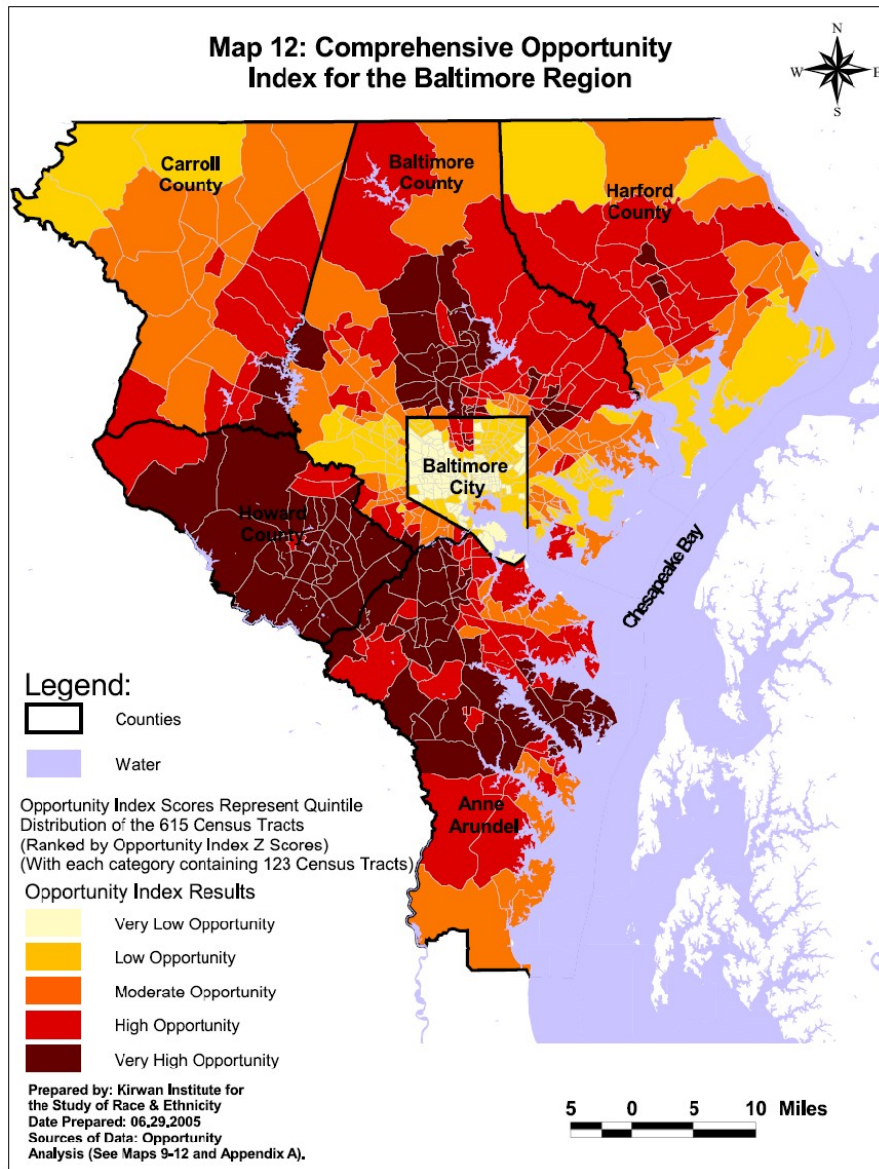 Map 12: Comprehensive Opportunity
Index for the Baltimore Region
N
W
E
S
Carroll
County
Baltimore
County
Harford
County
Baltimore
City
Howard
County
Chesapeake Bay
Anne
Arundel
Legend:
Counties
Water
Opportunity Index Scores Represent Quintile
Distribution of the 615 Census Tracts
(Ranked by Opportunity Index Z Scores)
(With each category containing 123 Census Tracts)
Opportunity Index Results
Very Low Opportunity
Low Opportunity
Moderate Opportunity
High Opportunity
Very High Opportunity
Prepared by: Kirwan Institute for
the Study of Race & Ethnicity
Date Prepared: 06.29.2005
Sources of Data: Opportunity
Analysis (See Maps 9-12 and Appendix A).
5 0 5 10 Miles